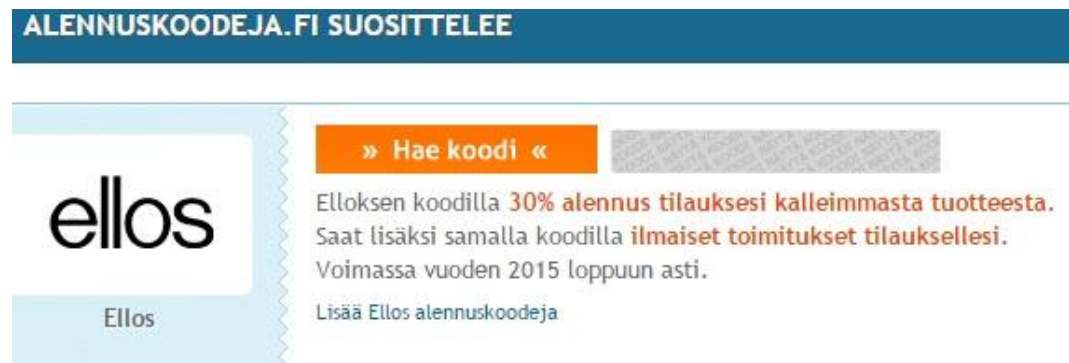 ALENNUSKOODEJA.FI SUOSITTELEE
» Hae koodi «
ellos
Elloksen koodilla 30% alennus tilauksesi kalleimmasta tuotteesta.
Saat lisäksi samalla koodilla ilmaiset toimitukset tilauksellesi.
Voimassa vuoden 2015 loppuun asti.
Ellos
Lisää Ellos alennuskoodeja